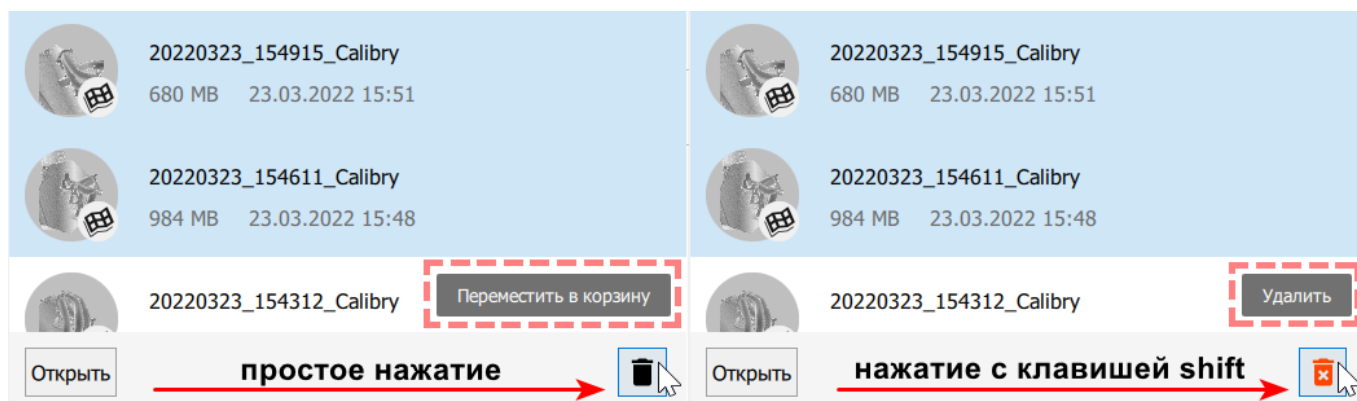 20220323_154915_Calibry
680 MB 23.03.2022 15:51
20220323_154611_Calibry
984 MB 23.03.2022 15:48
20220323_154312_Calibry
Переместить в корзину
Открыть
простое нажатие
20220323_154915_Calibry
680 MB 23.03.2022 15:51
20220323_154611_Calibry
984 MB 23.03.2022 15:48
20220323_154312_Calibry
Удалить
Открыть
нажатие с клавишей shift